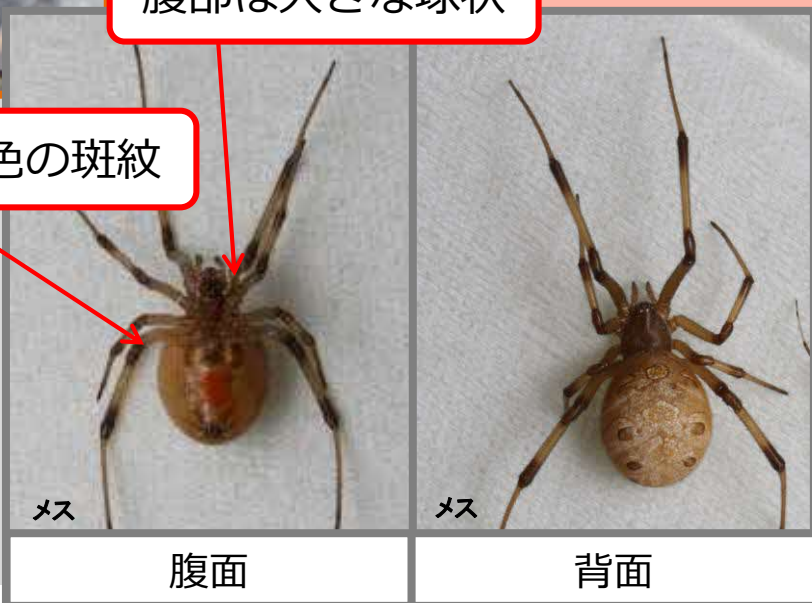 腹部は大きな球状
色の斑紋
メス
メス
腹面
背面